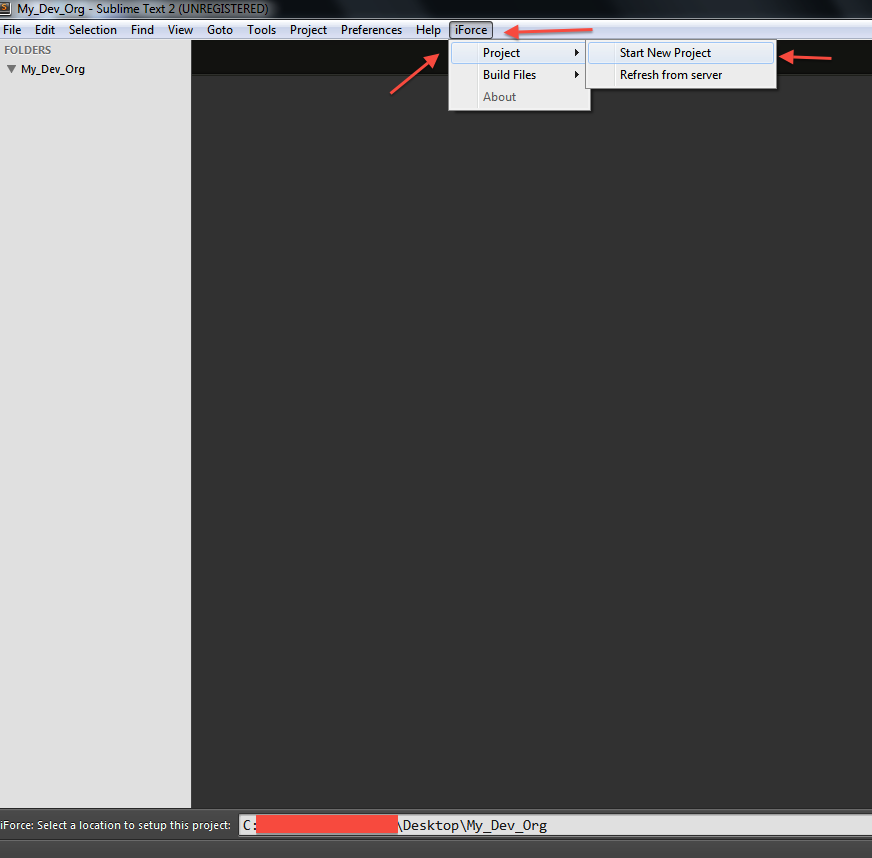 My_Dev_Org - Sublime Text 2 (UNREGISTERED)
File Edit Selection Find View Goto Tools Project Preferences Help iForce
FOLDERS
My_Dev_Org
Project
Build Files
About
Start New Project
Refresh from server
iForce: Select a location to setup this project: C:\Desktop\My_Dev_Org